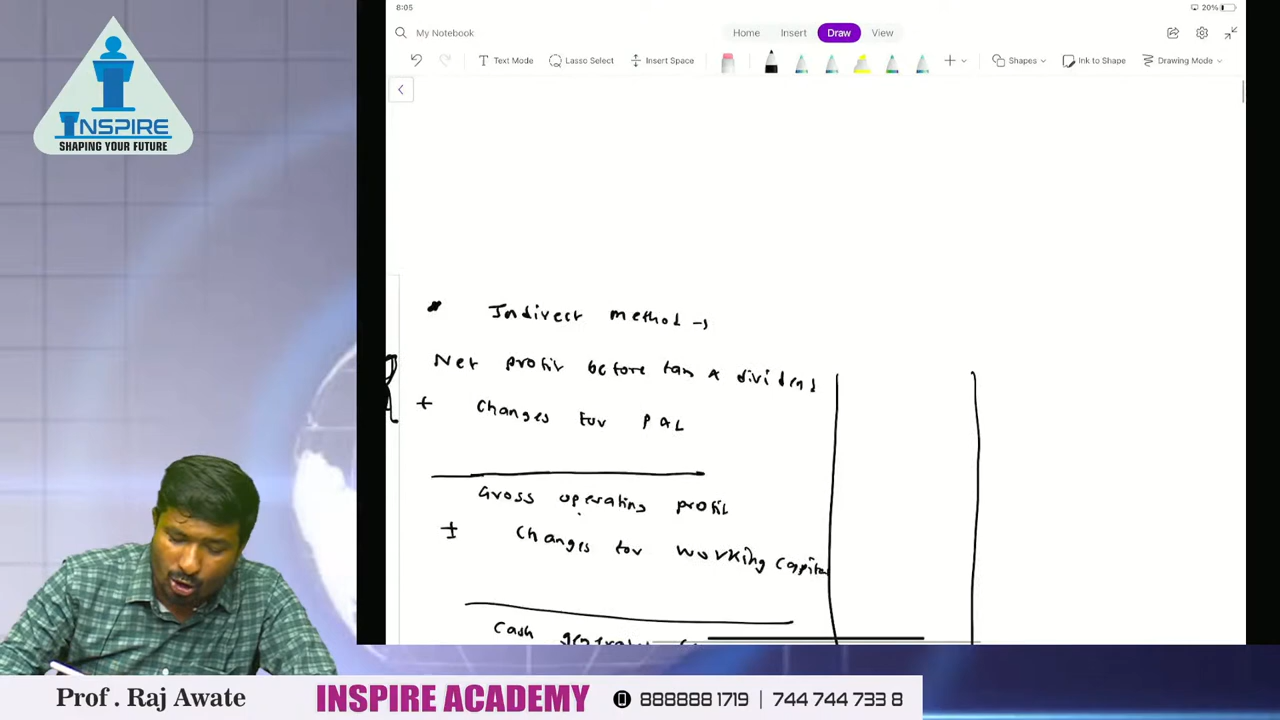 8:05
20%
My Notebook
Home Insert Draw View
Text Mode Lasso Select Insert Space Shapes Ink to Shape Drawing Mode
INSPIRE
SHAPING YOUR FUTURE
Indirect method →
Net profit before tax & dividend
+ Changes for P&L
Gross operating profit
± Changes for working capital
Cash
Prof . Raj Awate INSPIRE ACADEMY 888888 1719 | 744 744 733 8